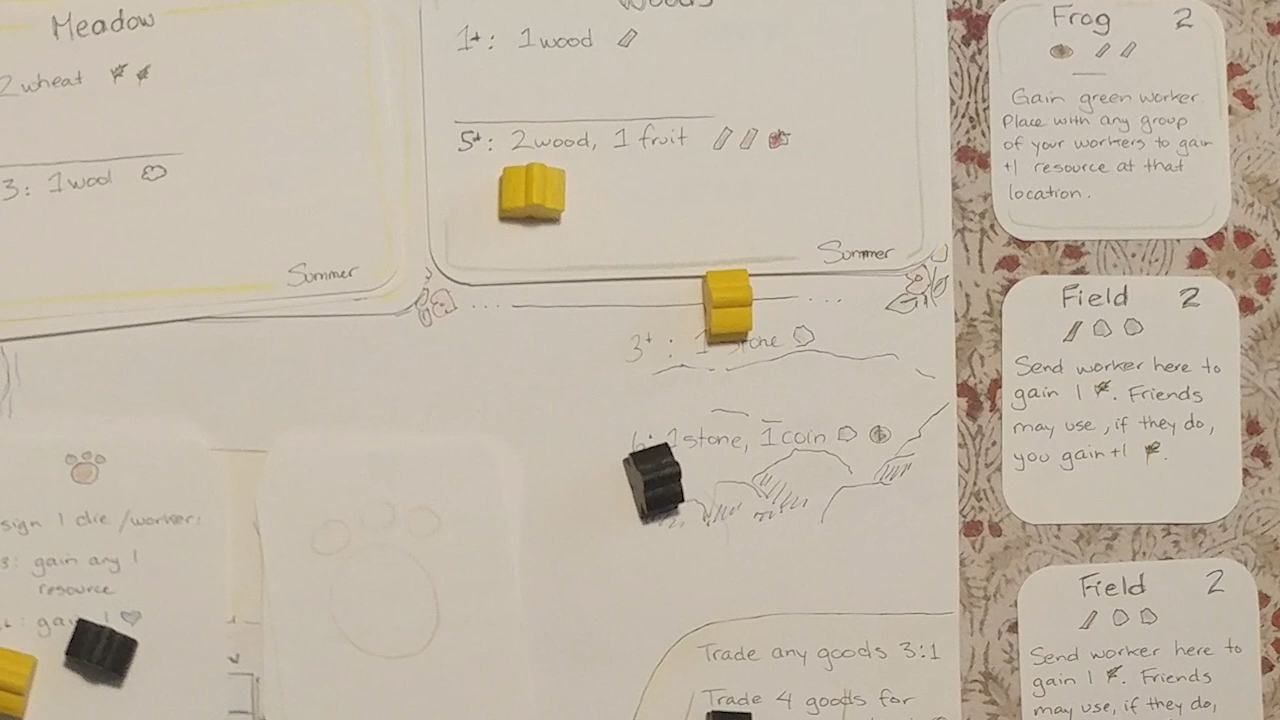 Meadow
2 wheat
3: 1 wool
Summer
Woods
1+: 1 wood
5+: 2 wood, 1 fruit
Summer
3+: 1 stone
6: 1 stone, 1 coin
sign 1 die /worker:
gain any 1
resource
Trade any goods 3:1
Trade 4 goods for
Frog 2
Gain green worker.
Place with any group
of your workers to gain
+1 resource at that
location.
Field 2
Send worker here to
gain 1 . Friends
may use, if they do,
you gain +1 .
Field 2
Send worker here to
gain 1 . Friends
may use, if they do,